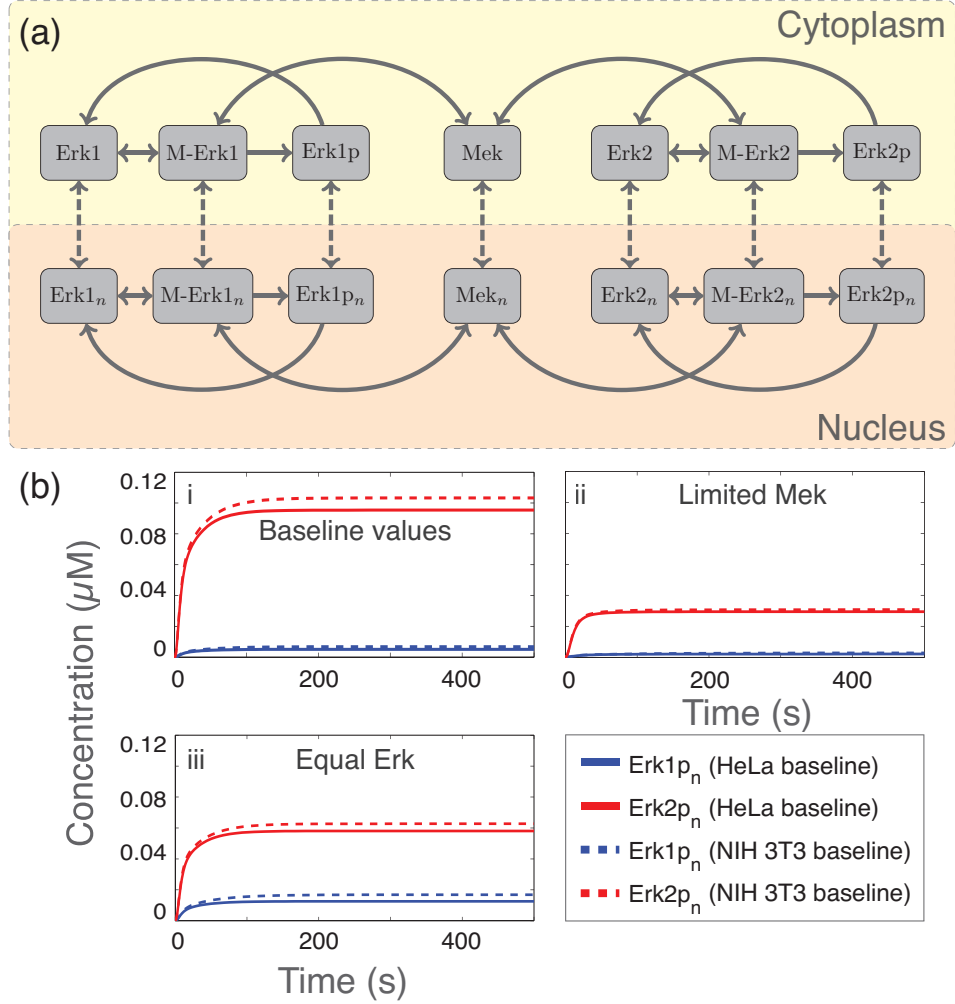 (a)
Cytoplasm
Erk1 M-Erk1 Erk1p Mek Erk2 M-Erk2 Erk2p
Erk1n M-Erk1n Erk1pn Mekn Erk2n M-Erk2n Erk2pn
Nucleus
(b)
Concentration (μM)
0.12
0.08
0.04
0
i
Baseline values
0 200 400
ii
Limited Mek
0 200 400
Time (s)
0.12
0.08
0.04
0
iii
Equal Erk
0 200 400
Time (s)
Erk1pn (HeLa baseline)
Erk2pn (HeLa baseline)
Erk1pn (NIH 3T3 baseline)
Erk2pn (NIH 3T3 baseline)